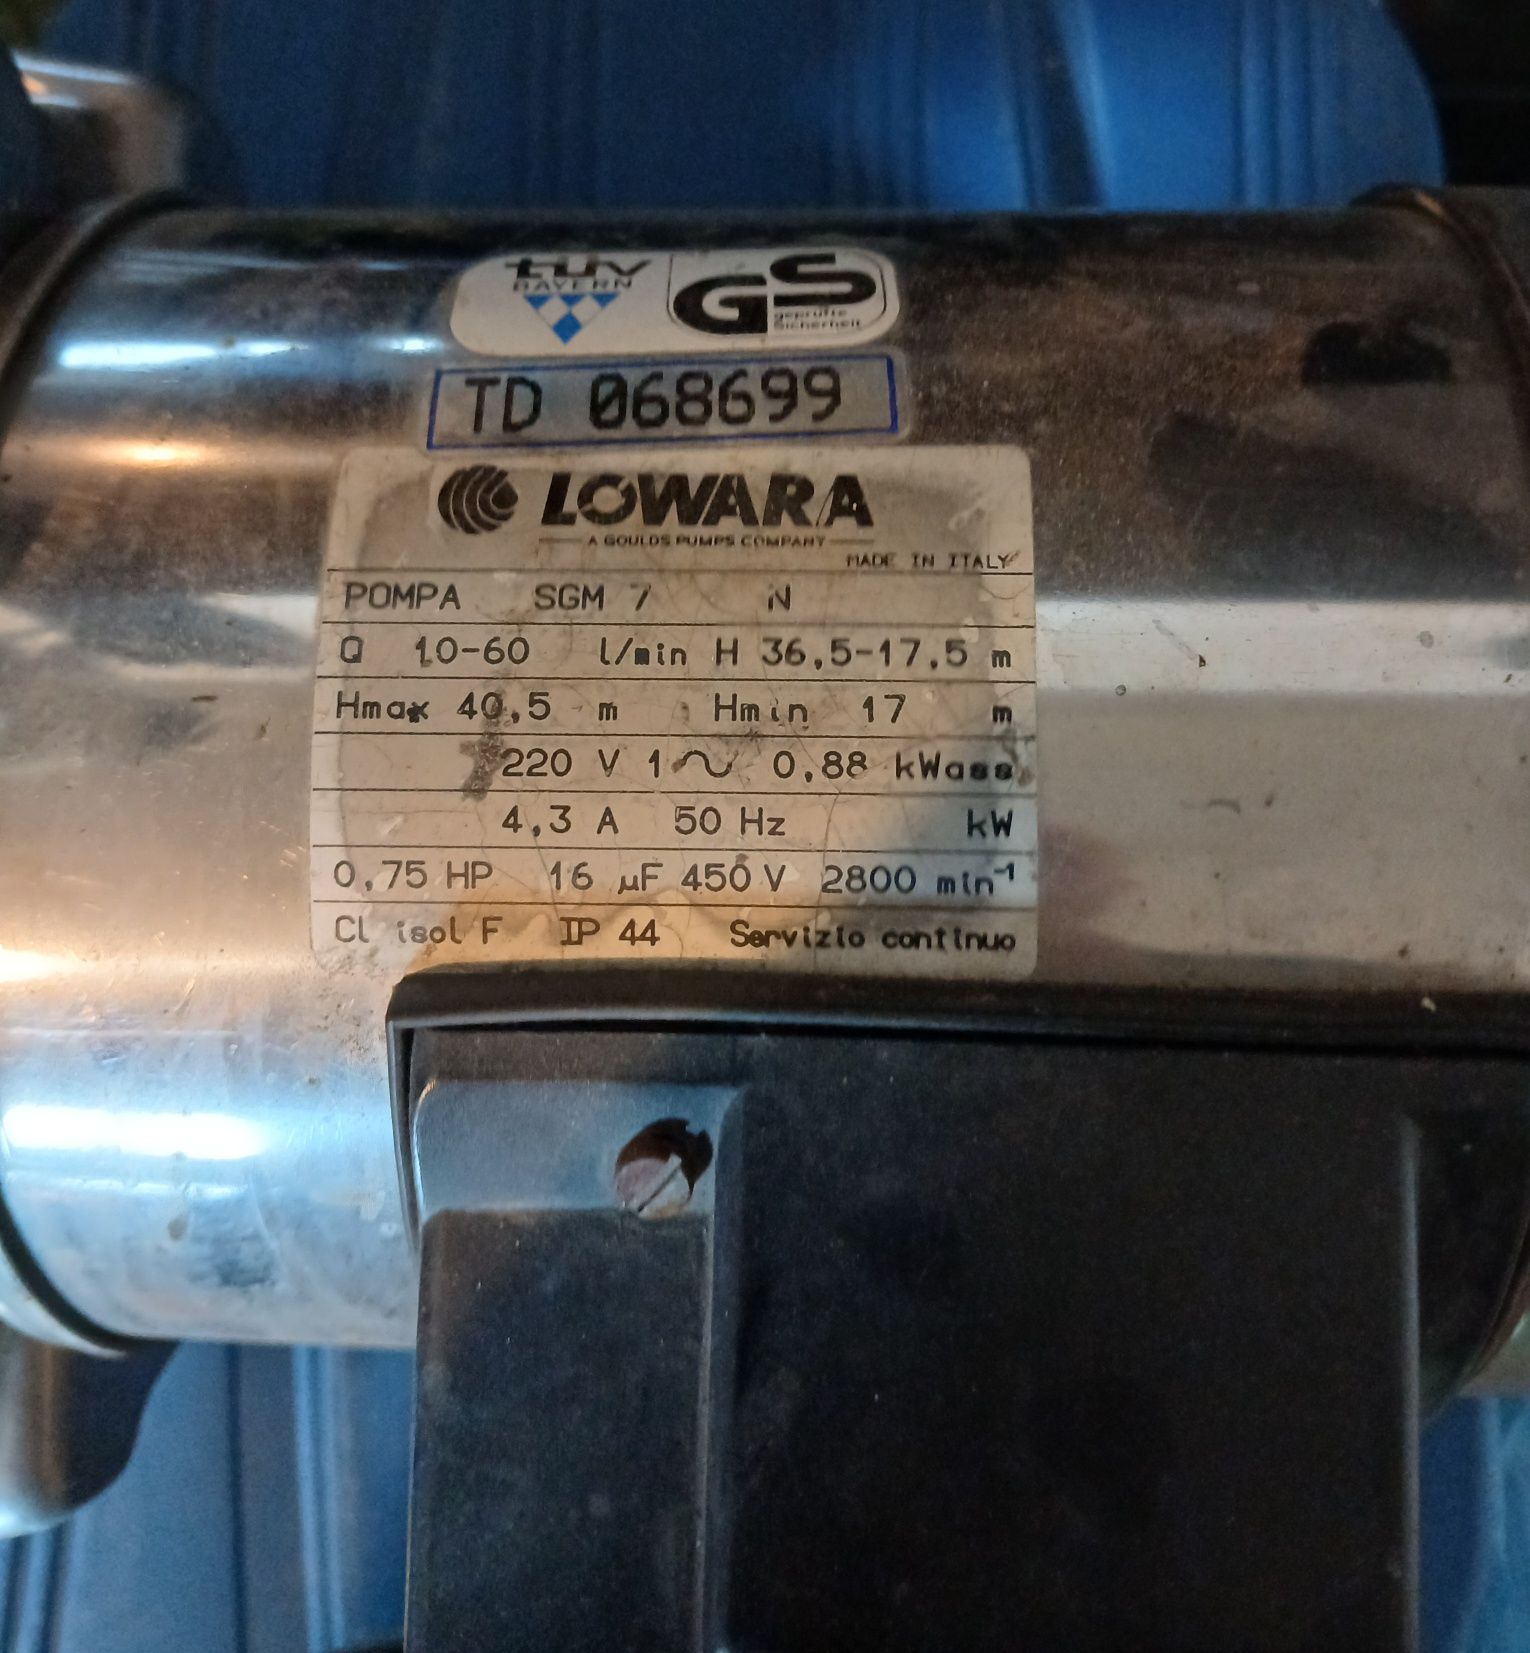 TÜV
BAYERN
GS
geprüfte
Sicherheit
TD 068699
LOWARA
A GOULDS PUMPS COMPANY
MADE IN ITALY
POMPA SGM 7 N
Q 10-60 l/min H 36,5-17,5 m
Hmax 40,5 m Hmin 17 m
220 V 1~ 0,88 kWass
4,3 A 50 Hz kW
0,75 HP 16 µF 450 V 2800 min⁻¹
Cl isol F IP 44 Servizio continuo